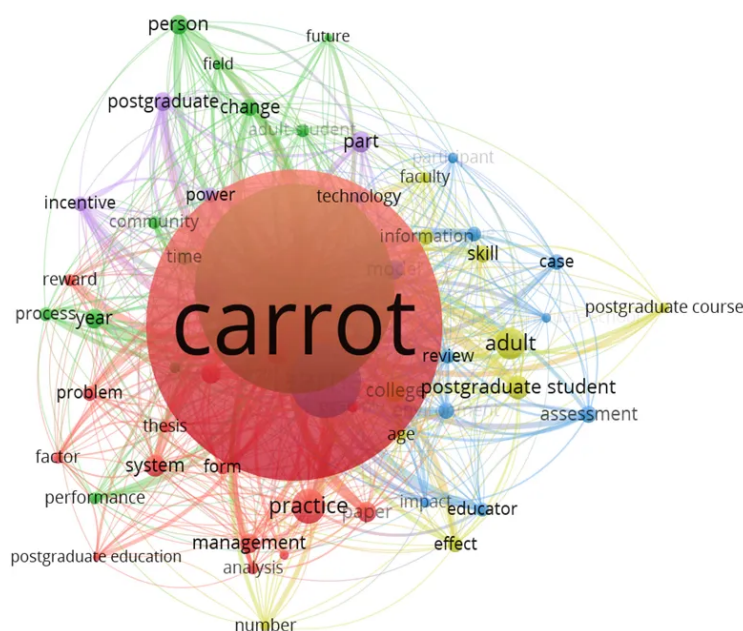 person
future
field
postgraduate
change
adult student
part
participant
faculty
incentive
power
technology
community
information
skill
time
case
model
reward
postgraduate course
process
year
carrot
adult
review
problem
college
postgraduate student
assessment
thesis
age
factor
system
form
performance
practice
paper
impact
educator
management
effect
postgraduate education
analysis
number